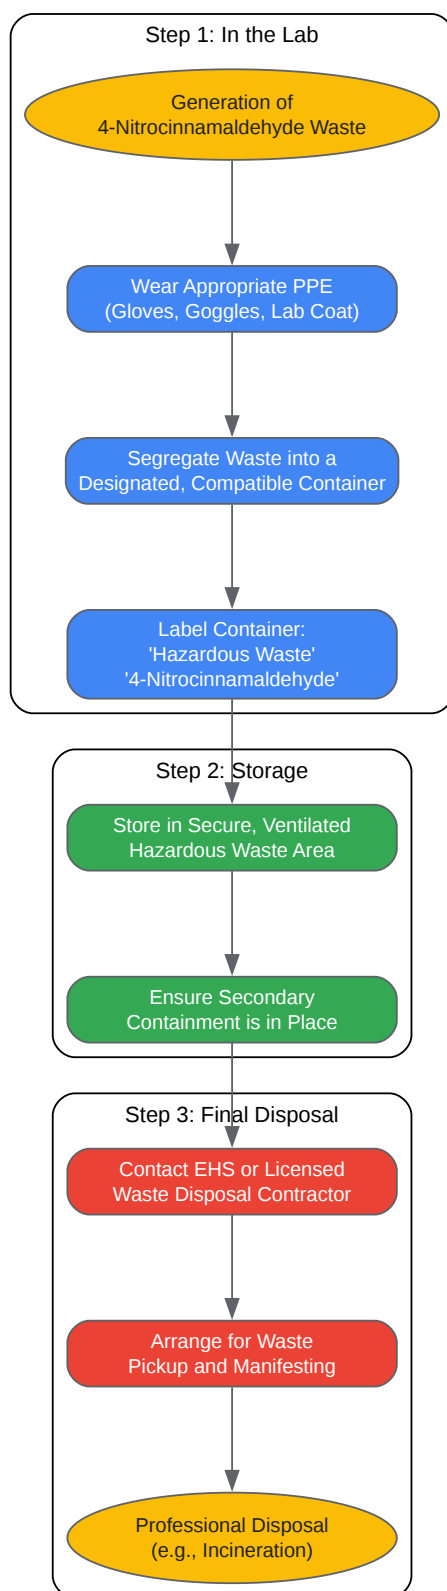 Step 1: In the Lab
Generation of
4-Nitrocinnamaldehyde Waste
Wear Appropriate PPE
(Gloves, Goggles, Lab Coat)
Segregate Waste into a
Designated, Compatible Container
Label Container:
'Hazardous Waste'
'4-Nitrocinnamaldehyde'
Step 2: Storage
Store in Secure, Ventilated
Hazardous Waste Area
Ensure Secondary
Containment is in Place
Step 3: Final Disposal
Contact EHS or Licensed
Waste Disposal Contractor
Arrange for Waste
Pickup and Manifesting
Professional Disposal
(e.g., Incineration)